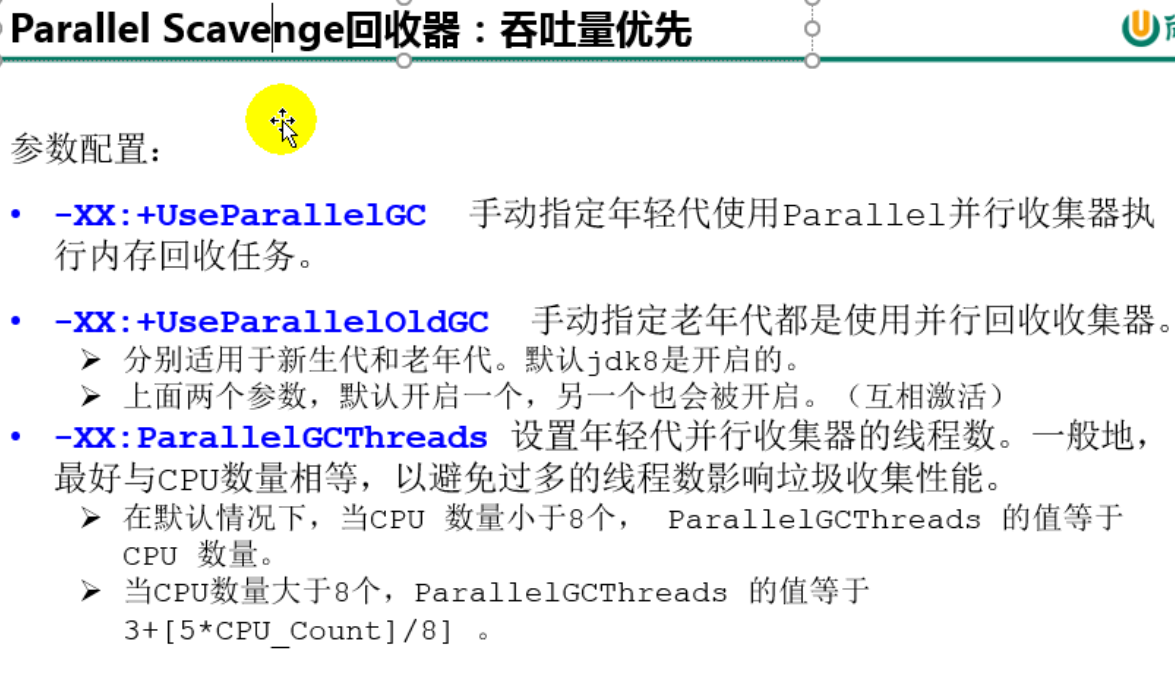 Parallel Scavenge回收器：吞吐量优先
参数配置：
• -XX:+UseParallelGC 手动指定年轻代使用Parallel并行收集器执
行内存回收任务。
• -XX:+UseParallelOldGC 手动指定老年代都是使用并行回收收集器。
➢ 分别适用于新生代和老年代。默认jdk8是开启的。
➢ 上面两个参数，默认开启一个，另一个也会被开启。（互相激活）
• -XX:ParallelGCThreads 设置年轻代并行收集器的线程数。一般地，
最好与CPU数量相等，以避免过多的线程数影响垃圾收集性能。
➢ 在默认情况下，当CPU 数量小于8个， ParallelGCThreads 的值等于
CPU 数量。
➢ 当CPU数量大于8个，ParallelGCThreads 的值等于
3+[5*CPU_Count]/8] 。